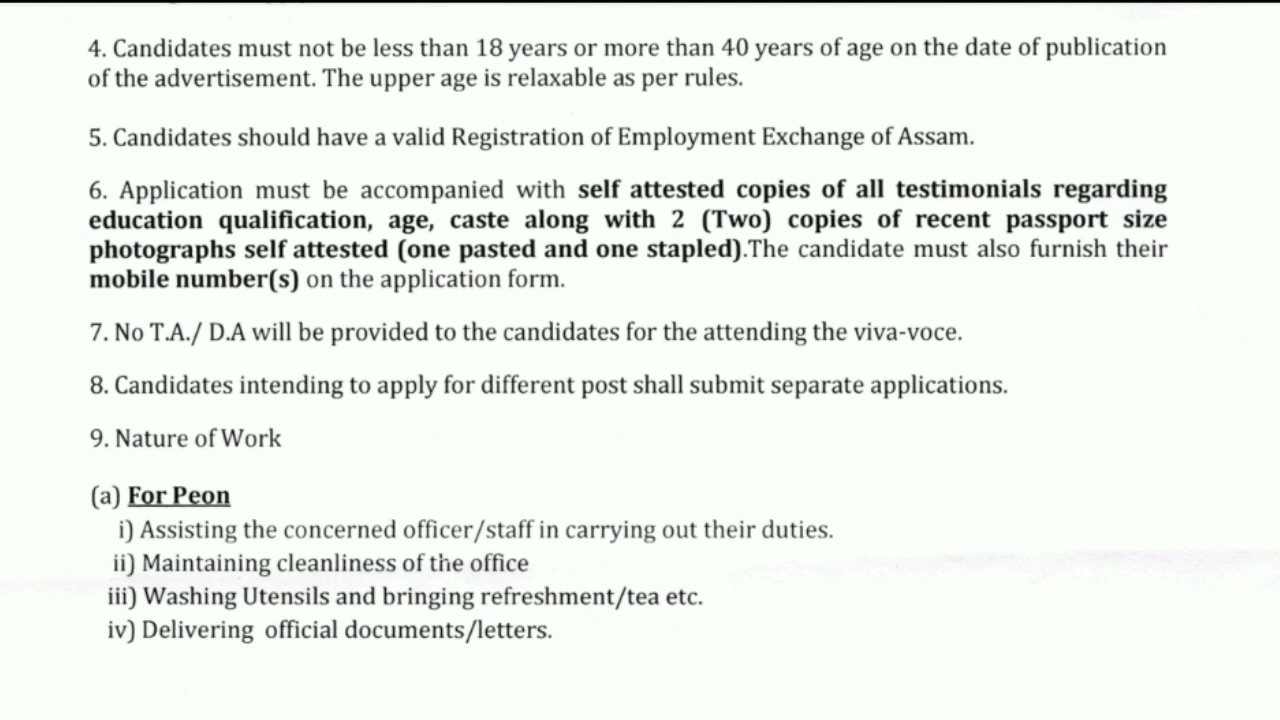 4. Candidates must not be less than 18 years or more than 40 years of age on the date of publication
of the advertisement. The upper age is relaxable as per rules.
5. Candidates should have a valid Registration of Employment Exchange of Assam.
6. Application must be accompanied with self attested copies of all testimonials regarding
education qualification, age, caste along with 2 (Two) copies of recent passport size
photographs self attested (one pasted and one stapled).The candidate must also furnish their
mobile number(s) on the application form.
7. No T.A./ D.A will be provided to the candidates for the attending the viva-voce.
8. Candidates intending to apply for different post shall submit separate applications.
9. Nature of Work
(a) For Peon
i) Assisting the concerned officer/staff in carrying out their duties.
ii) Maintaining cleanliness of the office
iii) Washing Utensils and bringing refreshment/tea etc.
iv) Delivering official documents/letters.